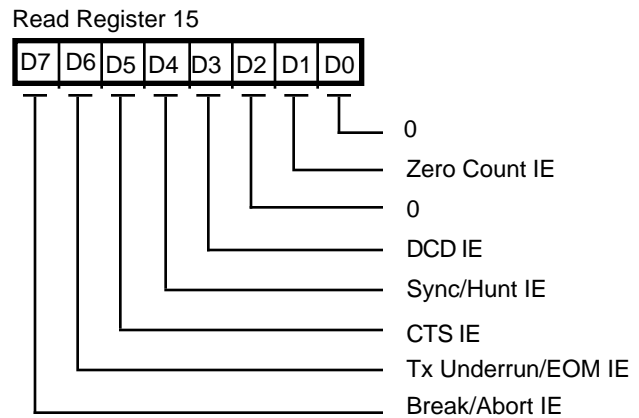 Read Register 15
D7 D6 D5 D4 D3 D2 D1 D0
0
Zero Count IE
0
DCD IE
Sync/Hunt IE
CTS IE
Tx Underrun/EOM IE
Break/Abort IE